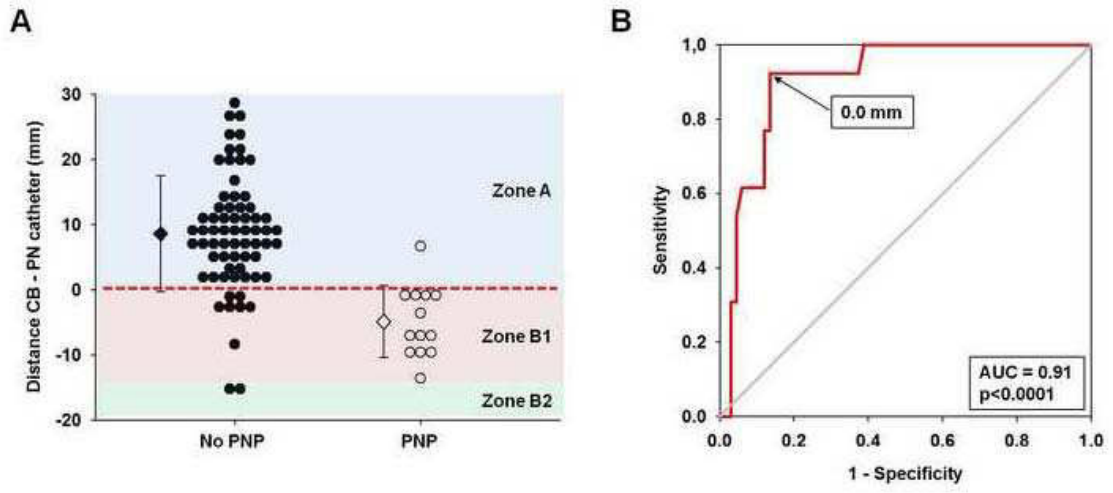 A
Distance CB - PN catheter (mm)
30
20
10
0
-10
-20
Zone A
Zone B1
Zone B2
No PNP
PNP
B
Sensitivity
1,0
0.8
0.6
0.4
0.2
0.0
0.0 mm
AUC = 0.91
p<0.0001
0.0
0.2
0.4
0.6
0.8
1.0
1 - Specificity